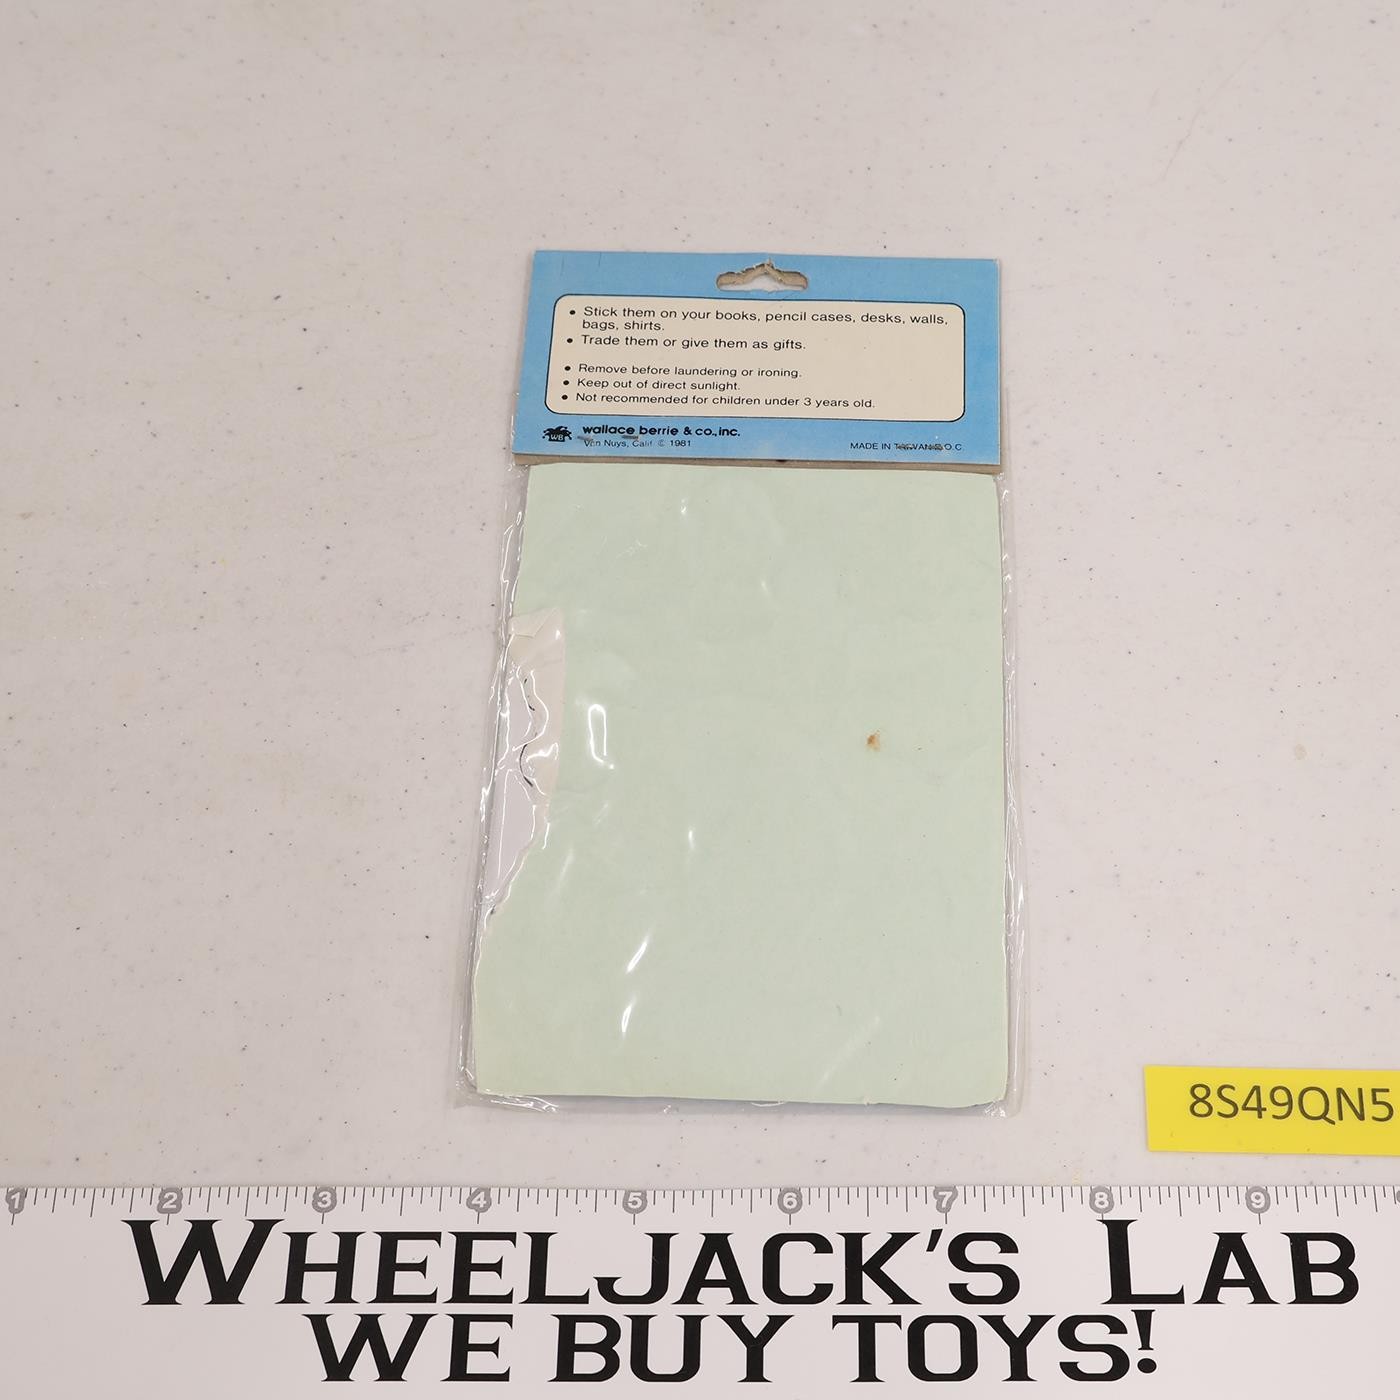 • Stick them on your books, pencil cases, desks, walls,
bags, shirts.
• Trade them or give them as gifts.
• Remove before laundering or ironing.
• Keep out of direct sunlight.
• Not recommended for children under 3 years old.
WB
wallace berrie & co., inc.
Van Nuys, Calif. © 1981
MADE IN TAIWAN R.O.C.
8S49QN5
1 2 3 4 5 6 7 8 9
WHEELJACK'S LAB
WE BUY TOYS!